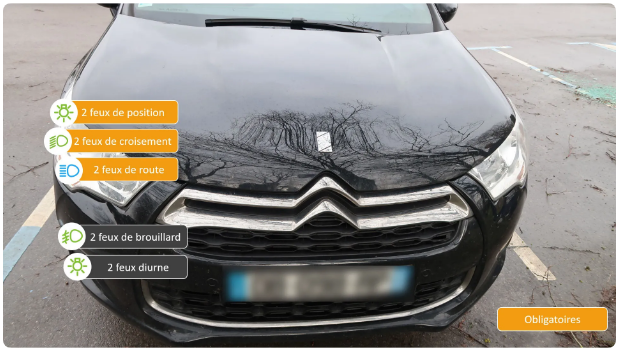 2 feux de position
2 feux de croisement
2 feux de route
2 feux de brouillard
2 feux diurne
Obligatoires